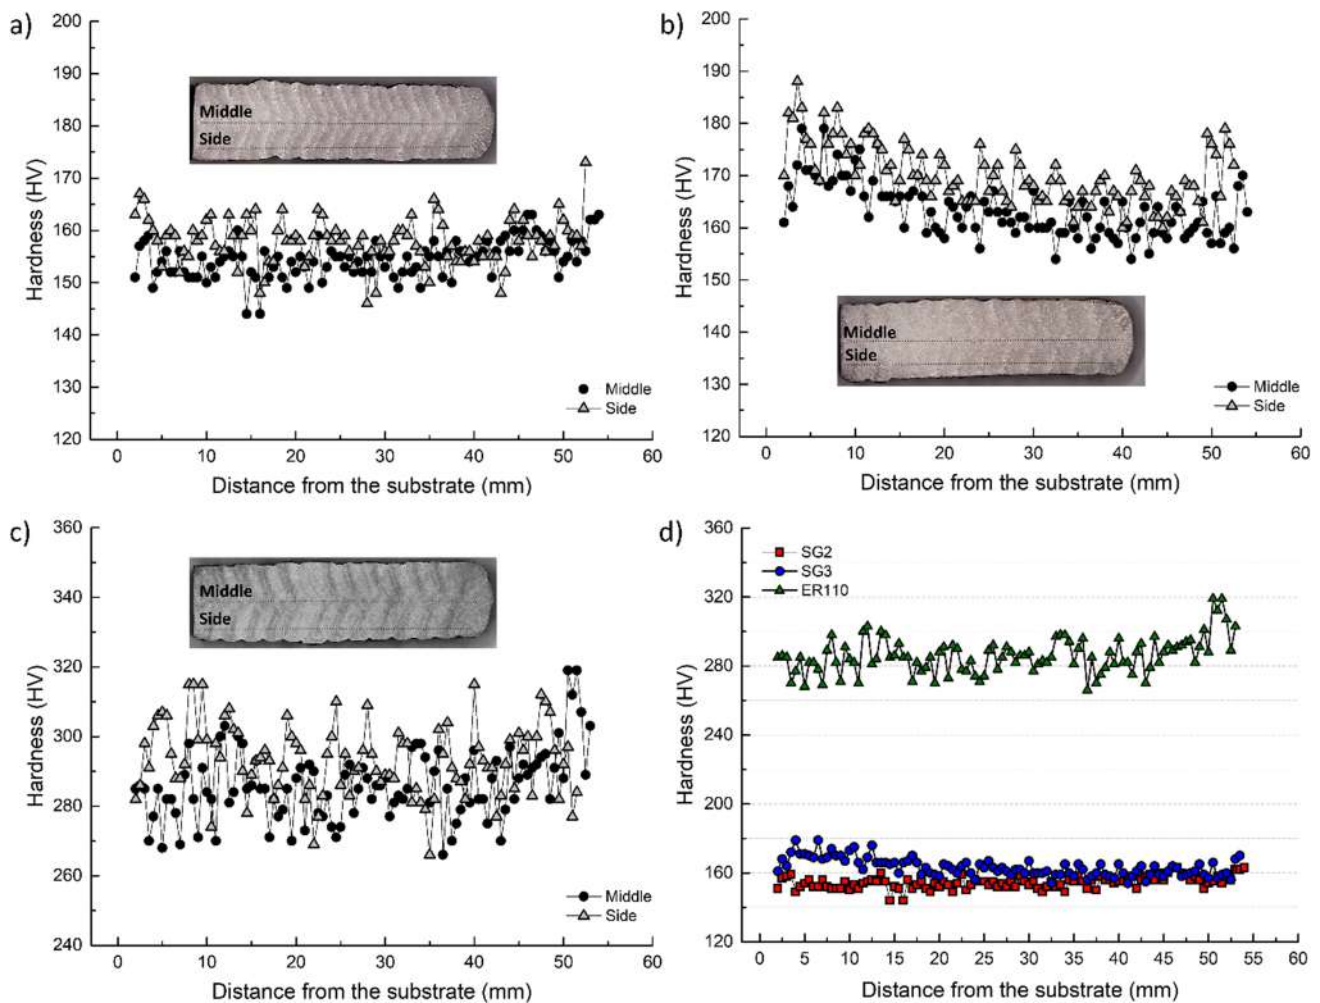 a)
200
190
180
170
160
150
140
130
120
Hardness (HV)
Middle
Side
Middle
Side
0 10 20 30 40 50 60
Distance from the substrate (mm)
b)
200
190
180
170
160
150
140
130
120
Hardness (HV)
Middle
Side
Middle
Side
0 10 20 30 40 50 60
Distance from the substrate (mm)
c)
360
340
320
300
280
260
240
Hardness (HV)
Middle
Side
Middle
Side
0 10 20 30 40 50 60
Distance from the substrate (mm)
d)
360
320
280
240
200
160
120
Hardness (HV)
SG2
SG3
ER110
0 5 10 15 20 25 30 35 40 45 50 55 60
Distance from the substrate (mm)